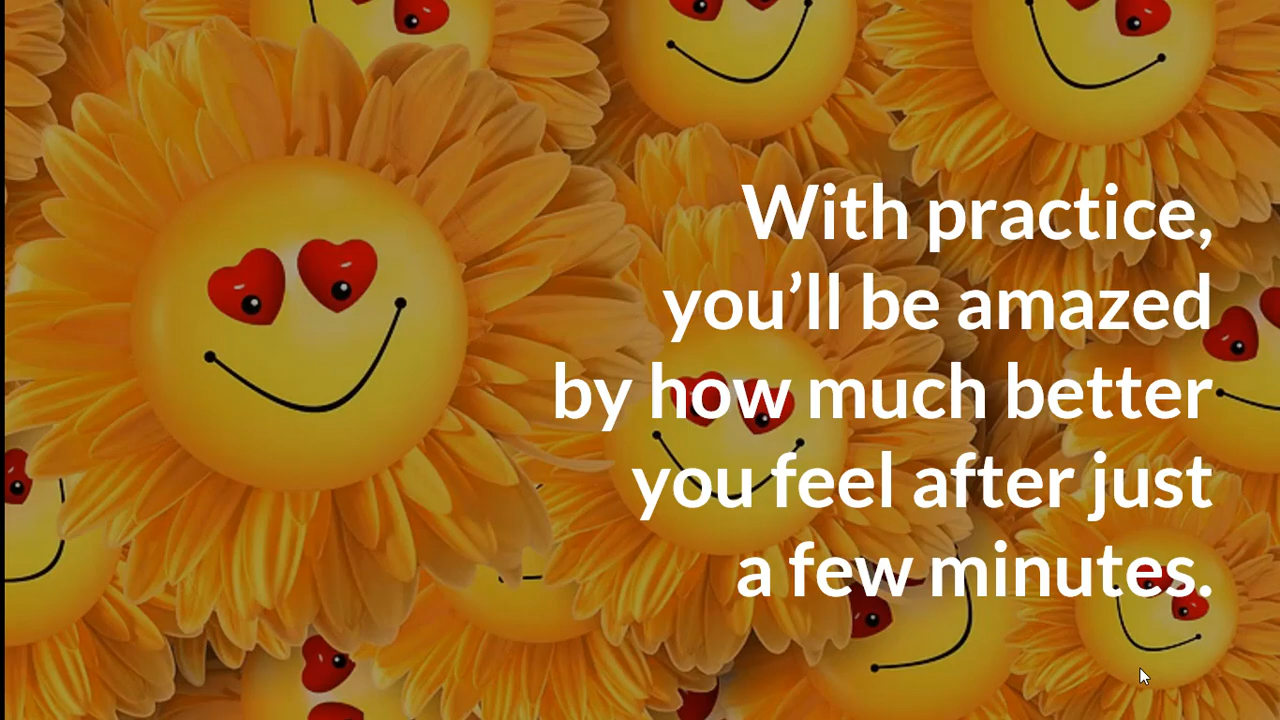 With practice,
you’ll be amazed
by how much better
you feel after just
a few minutes.